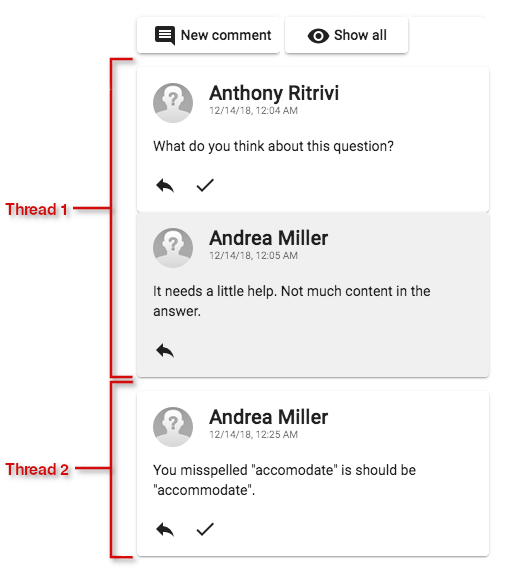 New comment
Show all
Thread 1
Anthony Ritrivi
12/14/18, 12:04 AM
What do you think about this question?
Andrea Miller
12/14/18, 12:05 AM
It needs a little help. Not much content in the
answer.
Thread 2
Andrea Miller
12/14/18, 12:25 AM
You misspelled "accomodate" is should be
"accommodate".